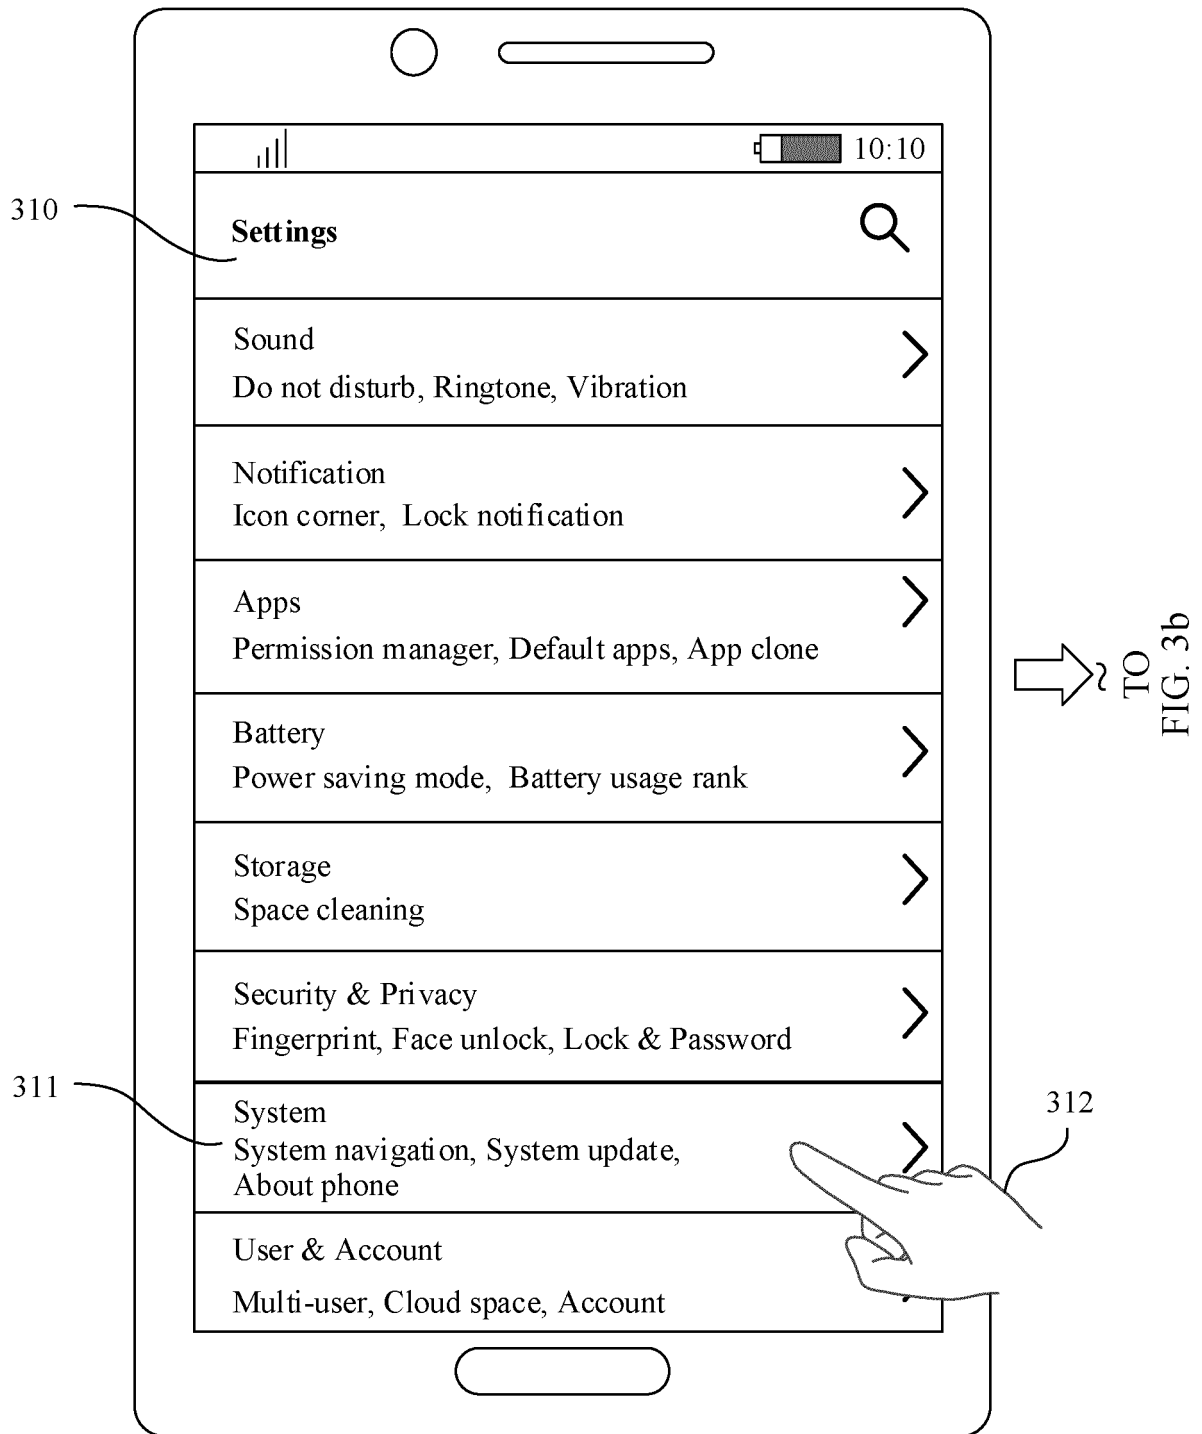 10:10
310
Settings
Sound
Do not disturb, Ringtone, Vibration
Notification
Icon corner, Lock notification
Apps
Permission manager, Default apps, App clone
TO
FIG. 3b
Battery
Power saving mode, Battery usage rank
Storage
Space cleaning
Security & Privacy
Fingerprint, Face unlock, Lock & Password
311
System
System navigation, System update,
About phone
312
User & Account
Multi-user, Cloud space, Account